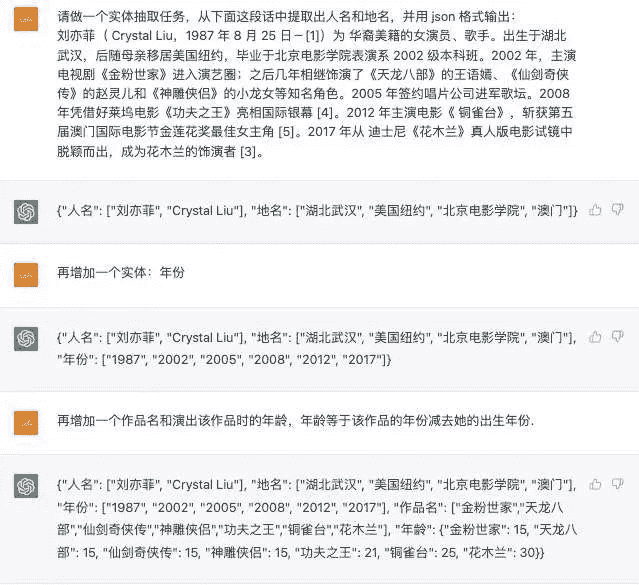 请做一个实体抽取任务，从下面这段话中提取出人名和地名，并用 json 格式输出：
刘亦菲（ Crystal Liu，1987 年 8 月 25 日－[1]）为 华裔美籍的女演员、歌手。出生于湖北
武汉，后随母亲移居美国纽约，毕业于北京电影学院表演系 2002 级本科班。2002 年，主演
电视剧《金粉世家》进入演艺圈；之后几年相继饰演了《天龙八部》的王语嫣、《仙剑奇侠
传》的赵灵儿和《神雕侠侣》的小龙女等知名角色。2005 年签约唱片公司进军歌坛。2008
年凭借好莱坞电影《功夫之王》亮相国际银幕 [4]。2012 年主演电影《 铜雀台》，斩获第五
届澳门国际电影节金莲花奖最佳女主角 [5]。2017 年从 迪士尼《花木兰》真人版电影试镜中
脱颖而出，成为花木兰的饰演者 [3]。
{"人名": ["刘亦菲", "Crystal Liu"], "地名": ["湖北武汉", "美国纽约", "北京电影学院", "澳门"]}
再增加一个实体：年份
{"人名": ["刘亦菲", "Crystal Liu"], "地名": ["湖北武汉", "美国纽约", "北京电影学院", "澳门"],
"年份": ["1987", "2002", "2005", "2008", "2012", "2017"]}
再增加一个作品名和演出该作品时的年龄，年龄等于该作品的年份减去她的出生年份.
{"人名": ["刘亦菲", "Crystal Liu"], "地名": ["湖北武汉", "美国纽约", "北京电影学院", "澳门"],
"年份": ["1987", "2002", "2005", "2008", "2012", "2017"], "作品名": ["金粉世家","天龙八
部","仙剑奇侠传","神雕侠侣","功夫之王","铜雀台","花木兰"], "年龄": {"金粉世家": 15, "天龙八
部": 15, "仙剑奇侠传": 15, "神雕侠侣": 15, "功夫之王": 21, "铜雀台": 25, "花木兰": 30}}